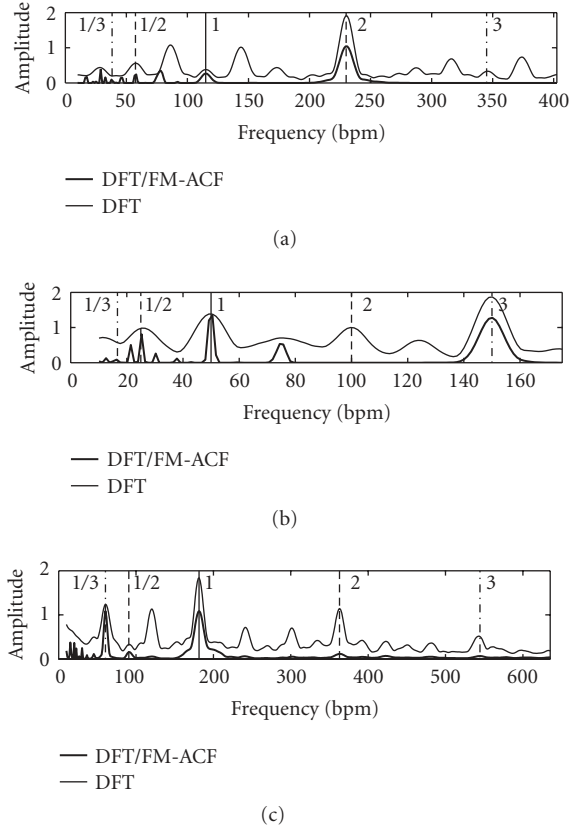 1/3 1/2 1 2 3
2
1
0
Amplitude
0 50 100 150 200 250 300 350 400
Frequency (bpm)
DFT/FM-ACF
DFT
(a)
1/3 1/2 1 2 3
2
1
0
Amplitude
0 20 40 60 80 100 120 140 160
Frequency (bpm)
DFT/FM-ACF
DFT
(b)
1/3 1/2 1 2 3
2
1
0
Amplitude
0 100 200 300 400 500 600
Frequency (bpm)
DFT/FM-ACF
DFT
(c)